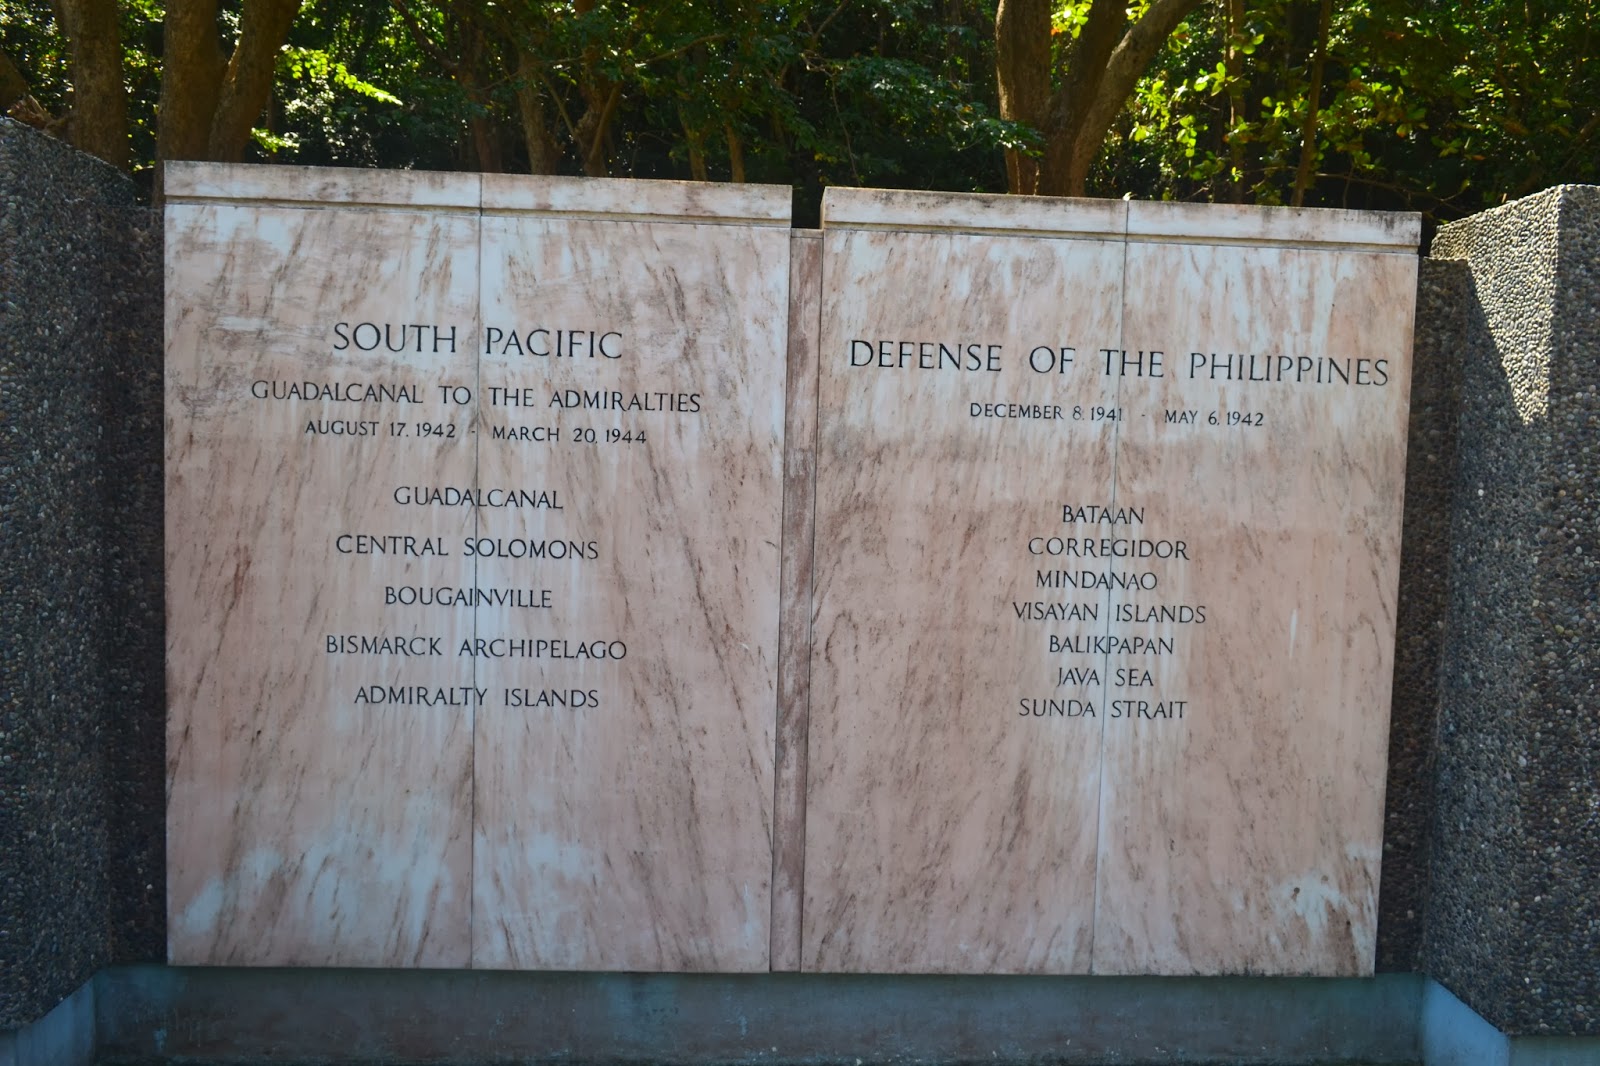 SOUTH PACIFIC
GUADALCANAL TO THE ADMIRALTIES
AUGUST 17, 1942 - MARCH 20, 1944
GUADALCANAL
CENTRAL SOLOMONS
BOUGAINVILLE
BISMARCK ARCHIPELAGO
ADMIRALTY ISLANDS
DEFENSE OF THE PHILIPPINES
DECEMBER 8, 1941 - MAY 6, 1942
BATAAN
CORREGIDOR
MINDANAO
VISAYAN ISLANDS
BALIKPAPAN
JAVA SEA
SUNDA STRAIT